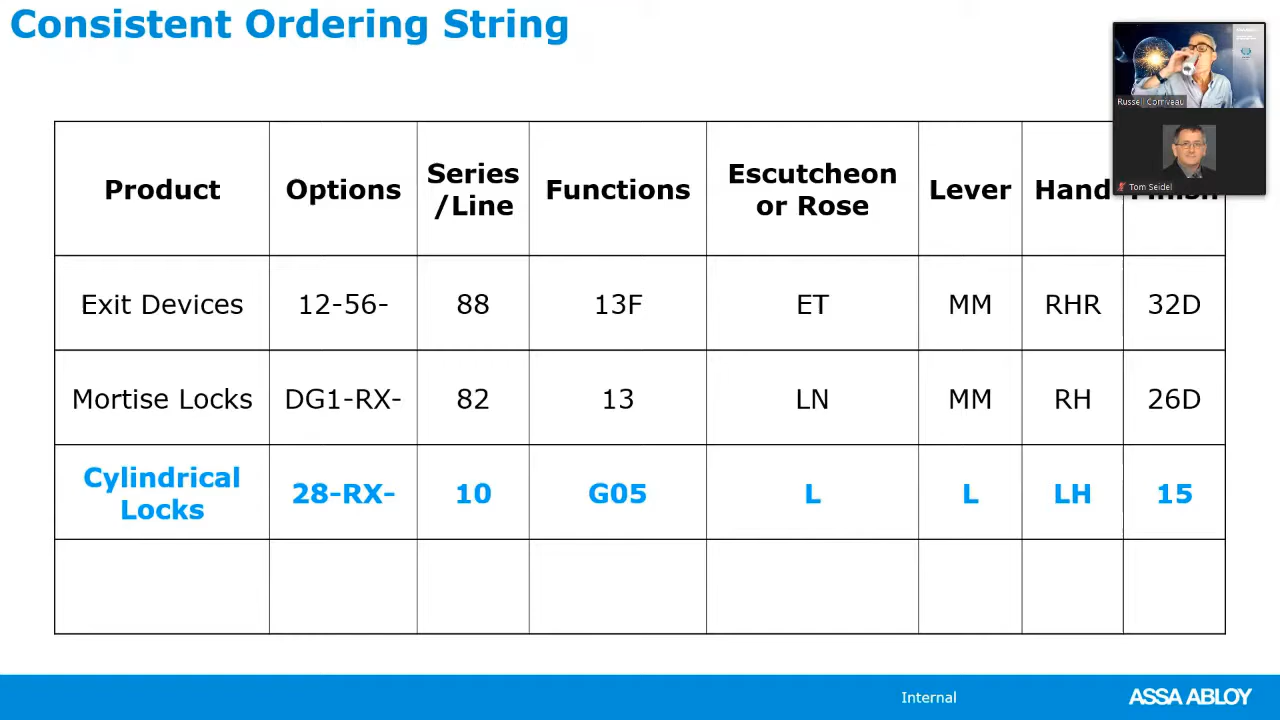 Consistent Ordering String
Product Options Series /Line Functions Escutcheon or Rose Lever Hand Finish
Exit Devices 12-56- 88 13F ET MM RHR 32D
Mortise Locks DG1-RX- 82 13 LN MM RH 26D
Cylindrical Locks 28-RX- 10 G05 L L LH 15
Russell Corriveau
Tom Seidel
Internal
ASSA ABLOY